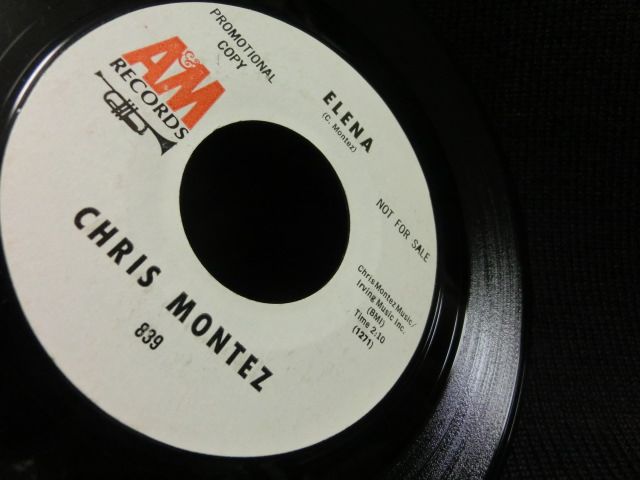 PROMOTIONAL
COPY
A&M
RECORDS
ELENA
(C. Montez)
NOT FOR SALE
Chris Montez Music/
Irving Music Inc.
(BMI)
Time 2:10
(1271)
CHRIS MONTEZ
839